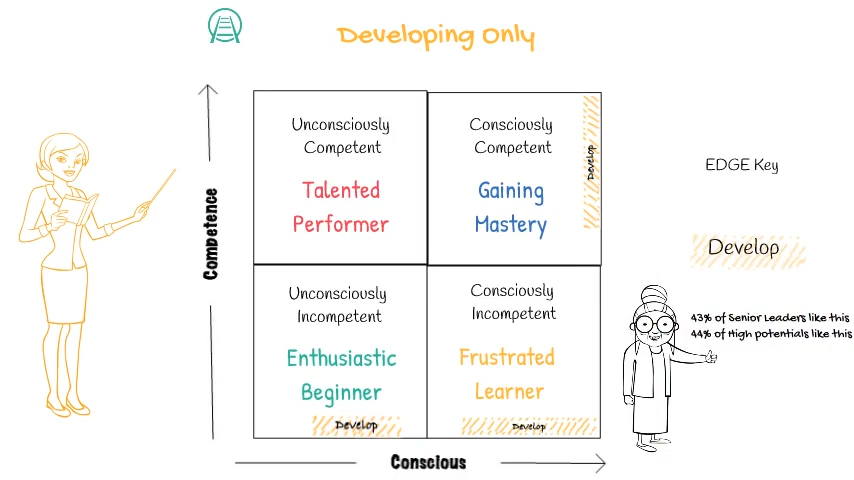 Developing Only
Unconsciously
Competent
Talented
Performer
Consciously
Competent
Gaining
Mastery
Develop
Unconsciously
Incompetent
Enthusiastic
Beginner
Develop
Consciously
Incompetent
Frustrated
Learner
Develop
Competence
Conscious
EDGE Key
Develop
43% of Senior Leaders like this
44% of High potentials like this